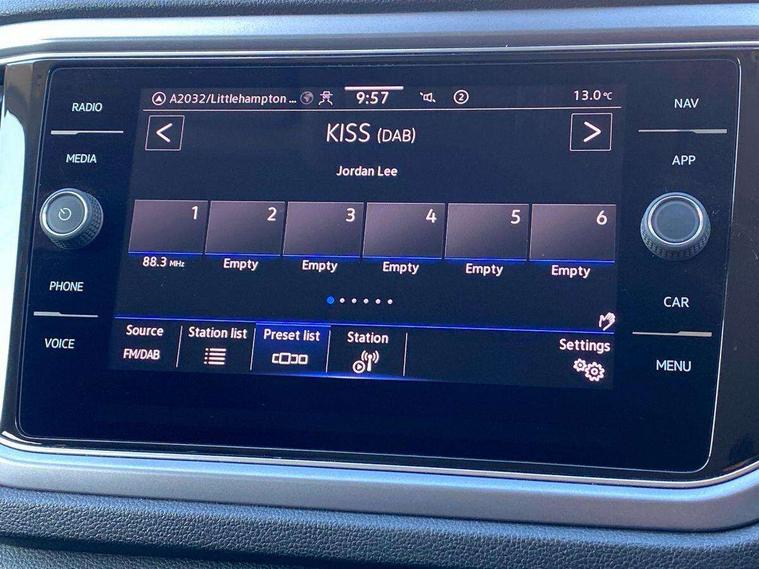 RADIO
MEDIA
PHONE
VOICE
A2032/Littlehampton ...
9:57
2
13.0°C
<
KISS (DAB)
>
Jordan Lee
1
2
3
4
5
6
88.3 MHz
Empty
Empty
Empty
Empty
Empty
Source
FM/DAB
Station list
Preset list
Station
Settings
NAV
APP
CAR
MENU